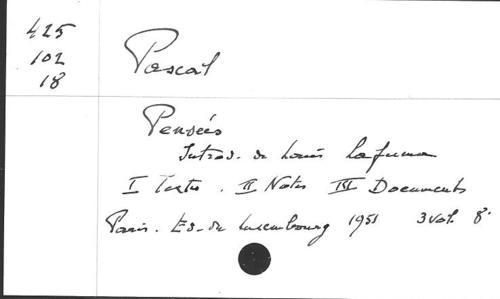 425
102
18
Pascal
Pensées
Introd. de Louis Lafuma
I Textes. II Notes III Documents
Paris. Ed. du Luxembourg 1951 3 vol. 8°